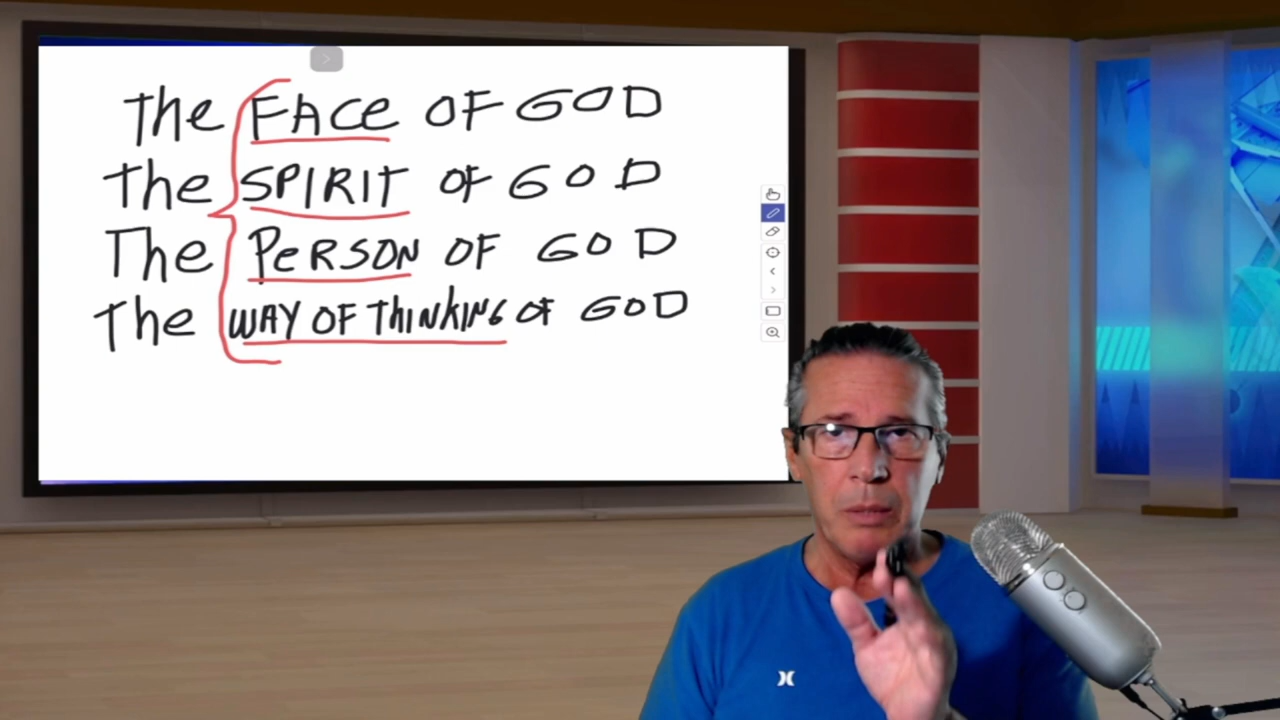 The FACe OF GOD
The SPIRIT OF GOD
The PeRSON OF GOD
The WAY OF ThiNKiNG OF GOD